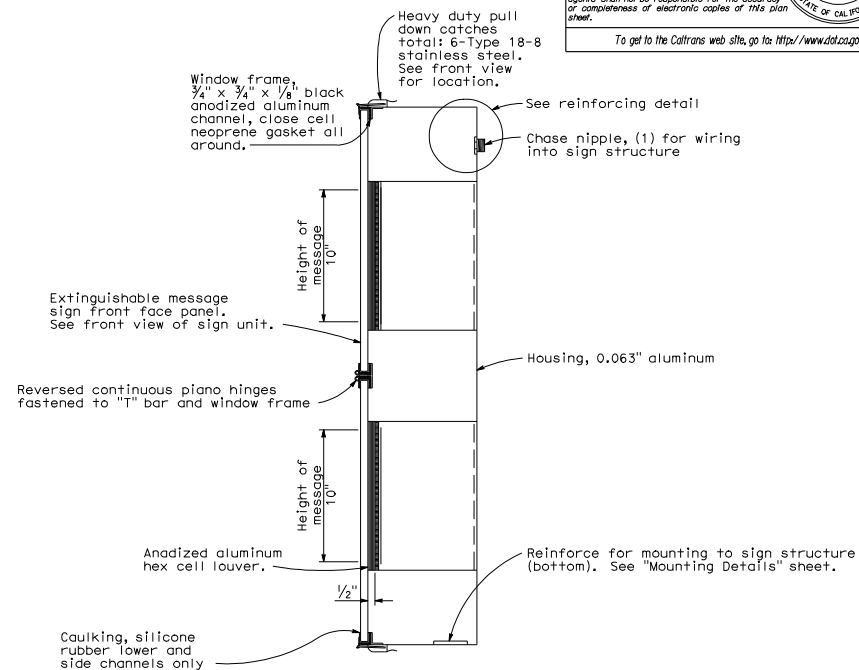 or completeness of electronic copies of this plan
sheet.
To get to the Caltrans web site, go to: http://www.dot.ca.go
Heavy duty pull
down catches
total: 6-Type 18-8
stainless steel.
See front view
for location.
Window frame,
3/4" x 3/4" x 1/8" black
anodized aluminum
channel, close cell
neoprene gasket all
around.
See reinforcing detail
Chase nipple, (1) for wiring
into sign structure
Height of
message
10"
Extinguishable message
sign front face panel.
See front view of sign unit.
Housing, 0.063" aluminum
Reversed continuous piano hinges
fastened to "T" bar and window frame
Height of
message
10"
Anadized aluminum
hex cell louver.
1/2"
Reinforce for mounting to sign structure
(bottom). See "Mounting Details" sheet.
Caulking, silicone
rubber lower and
side channels only